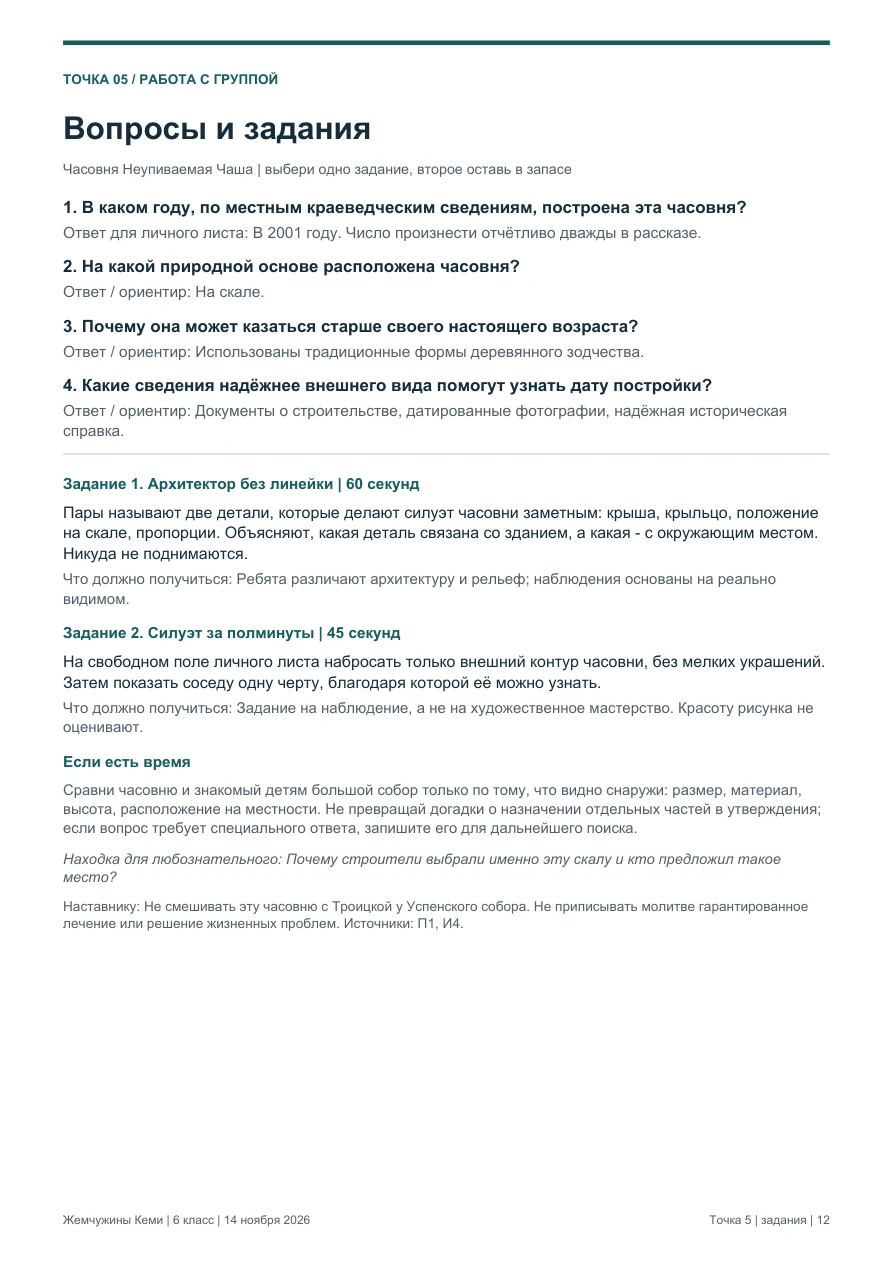 ТОЧКА 05 / РАБОТА С ГРУППОЙ
Вопросы и задания
Часовня Неупиваемая Чаша | выбери одно задание, второе оставь в запасе
1. В каком году, по местным краеведческим сведениям, построена эта часовня?
Ответ для личного листа: В 2001 году. Число произнести отчётливо дважды в рассказе.
2. На какой природной основе расположена часовня?
Ответ / ориентир: На скале.
3. Почему она может казаться старше своего настоящего возраста?
Ответ / ориентир: Использованы традиционные формы деревянного зодчества.
4. Какие сведения надёжнее внешнего вида помогут узнать дату постройки?
Ответ / ориентир: Документы о строительстве, датированные фотографии, надёжная историческая
справка.
Задание 1. Архитектор без линейки | 60 секунд
Пары называют две детали, которые делают силуэт часовни заметным: крыша, крыльцо, положение
на скале, пропорции. Объясняют, какая деталь связана со зданием, а какая - с окружающим местом.
Никуда не поднимаются.
Что должно получиться: Ребята различают архитектуру и рельеф; наблюдения основаны на реально
видимом.
Задание 2. Силуэт за полминуты | 45 секунд
На свободном поле личного листа набросать только внешний контур часовни, без мелких украшений.
Затем показать соседу одну черту, благодаря которой её можно узнать.
Что должно получиться: Задание на наблюдение, а не на художественное мастерство. Красоту рисунка не
оценивают.
Если есть время
Сравни часовню и знакомый детям большой собор только по тому, что видно снаружи: размер, материал,
высота, расположение на местности. Не превращай догадки о назначении отдельных частей в утверждения;
если вопрос требует специального ответа, запишите его для дальнейшего поиска.
Находка для любознательного: Почему строители выбрали именно эту скалу и кто предложил такое
место?
Наставнику: Не смешивать эту часовню с Троицкой у Успенского собора. Не приписывать молитве гарантированное
лечение или решение жизненных проблем. Источники: П1, И4.
Жемчужины Кеми | 6 класс | 14 ноября 2026
Точка 5 | задания | 12